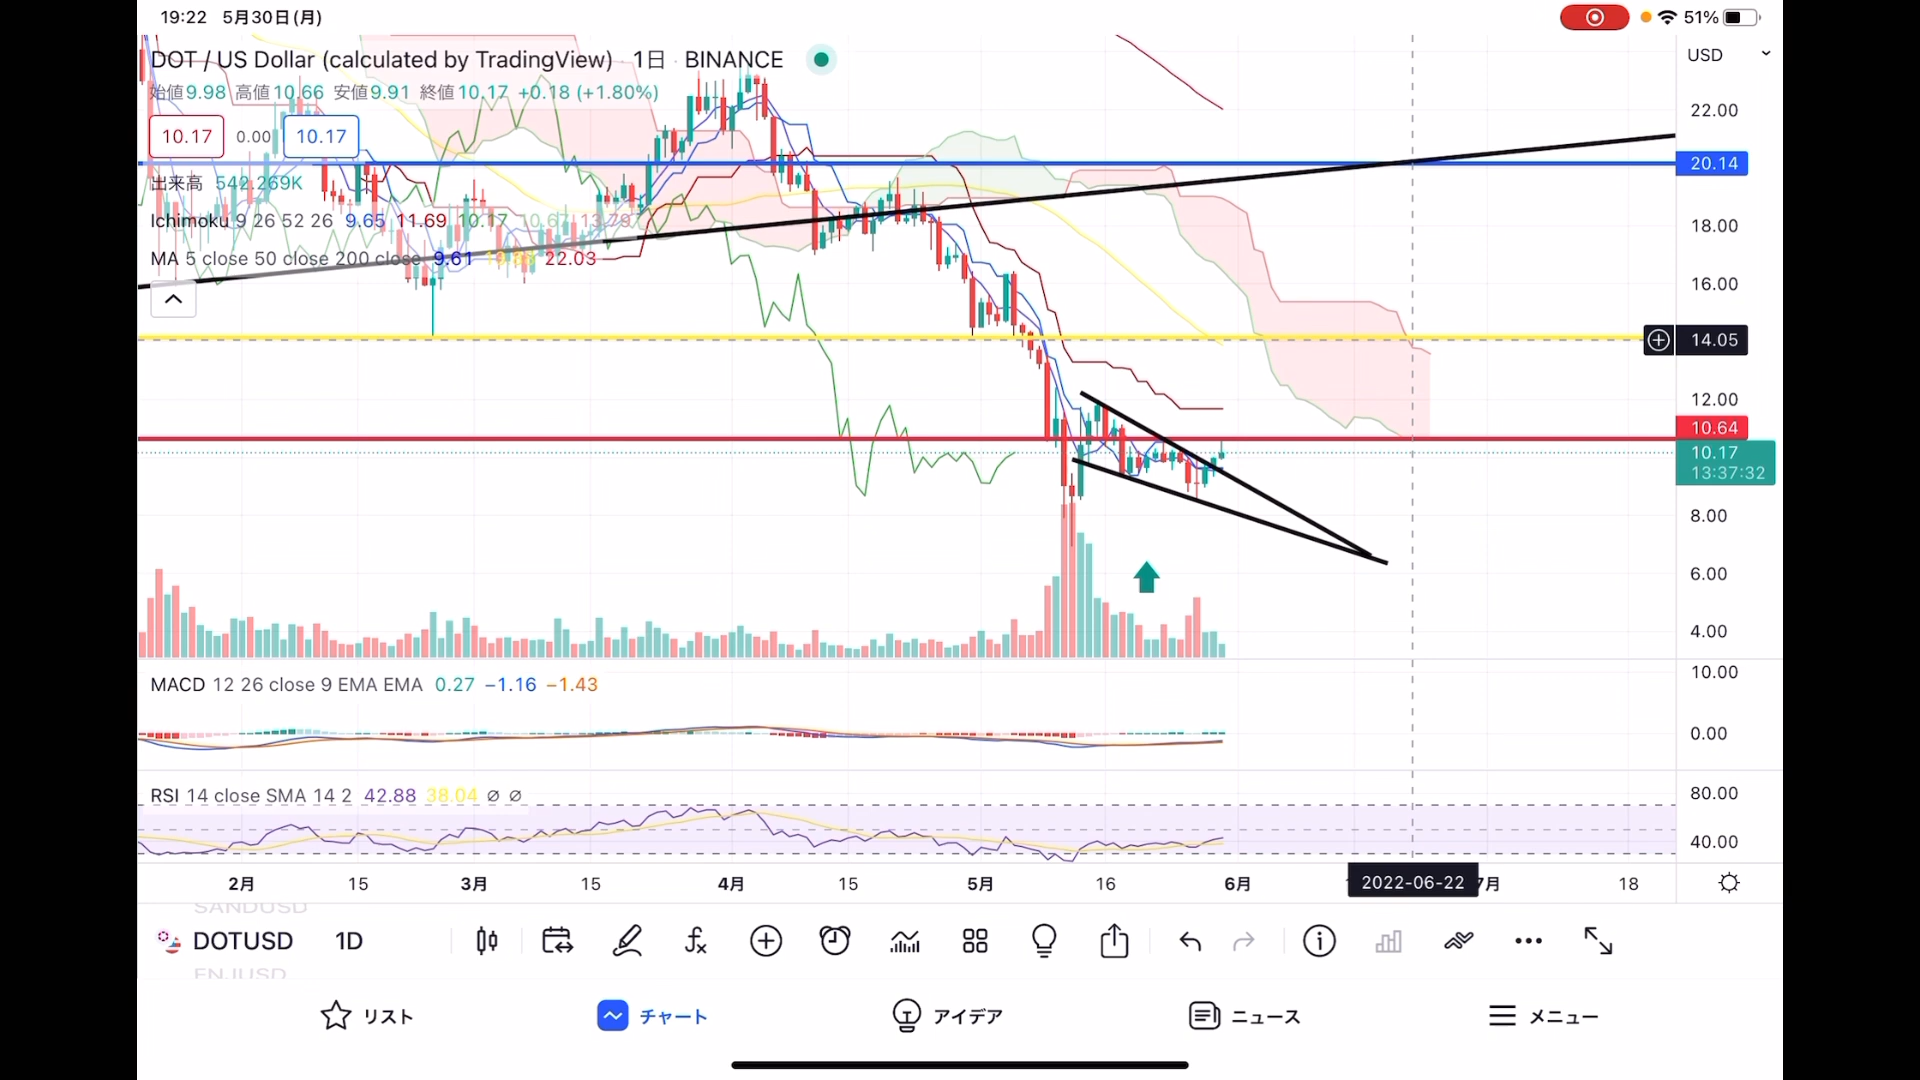 19:22 5月30日(月)
51%
DOT / US Dollar (calculated by TradingView) · 1日 · BINANCE
USD
始値9.98 高値10.66 安値9.91 終値10.17 +0.18 (+1.80%)
22.00
10.17 0.00 10.17
20.14
出来高 542.269K
Ichimoku 9 26 52 26 9.65 11.69 10.17 10.67 13.79
18.00
MA 5 close 50 close 200 close 9.61 22.03
16.00
14.05
12.00
10.64
10.17
13:37:32
8.00
6.00
4.00
MACD 12 26 close 9 EMA EMA 0.27 −1.16 −1.43
10.00
0.00
RSI 14 close SMA 14 2 42.88 38.04 ∅ ∅
80.00
40.00
2月 15 3月 15 4月 15 5月 16 6月 2022-06-22 7月 18
SANDUSD
DOTUSD 1D
ENJUSD
リスト チャート アイデア ニュース メニュー